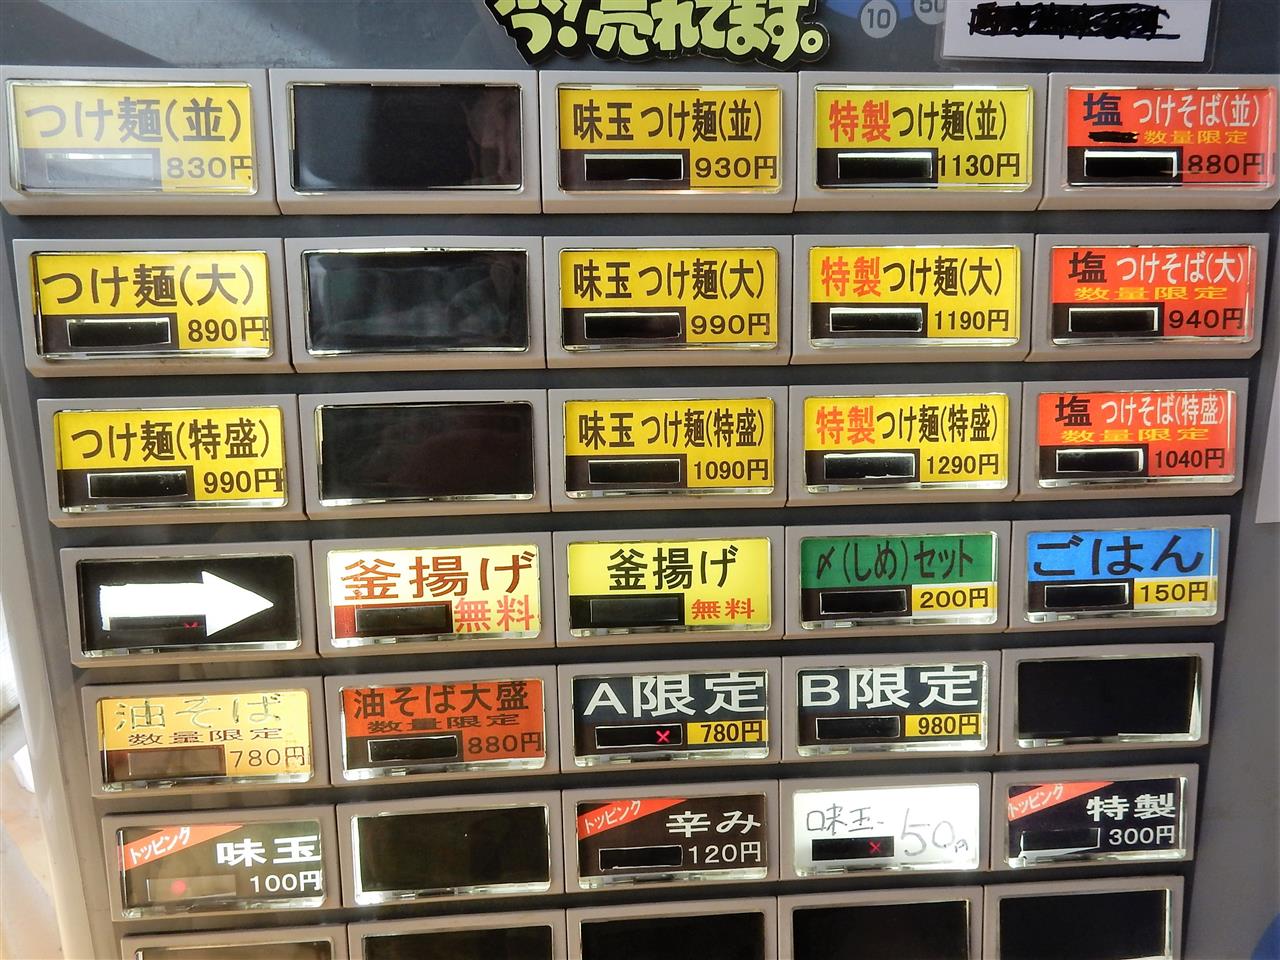 売れてます。
10
50
つけ麺(並)
830円
味玉 つけ麺(並)
930円
特製つけ麺(並)
1130円
塩 つけそば(並)
数量限定
880円
つけ麺(大)
890円
味玉 つけ麺(大)
990円
特製つけ麺(大)
1190円
塩 つけそば(大)
数量限定
940円
つけ麺(特盛)
990円
味玉 つけ麺(特盛)
1090円
特製つけ麺(特盛)
1290円
塩 つけそば(特盛)
数量限定
1040円
釜揚げ
無料
釜揚げ
無料
〆(しめ)セット
200円
ごはん
150円
油そば
数量限定
780円
油そば大盛
数量限定
880円
A限定
780円
B限定
980円
トッピング
味玉
100円
トッピング
辛み
120円
味玉 50円
トッピング
特製
300円